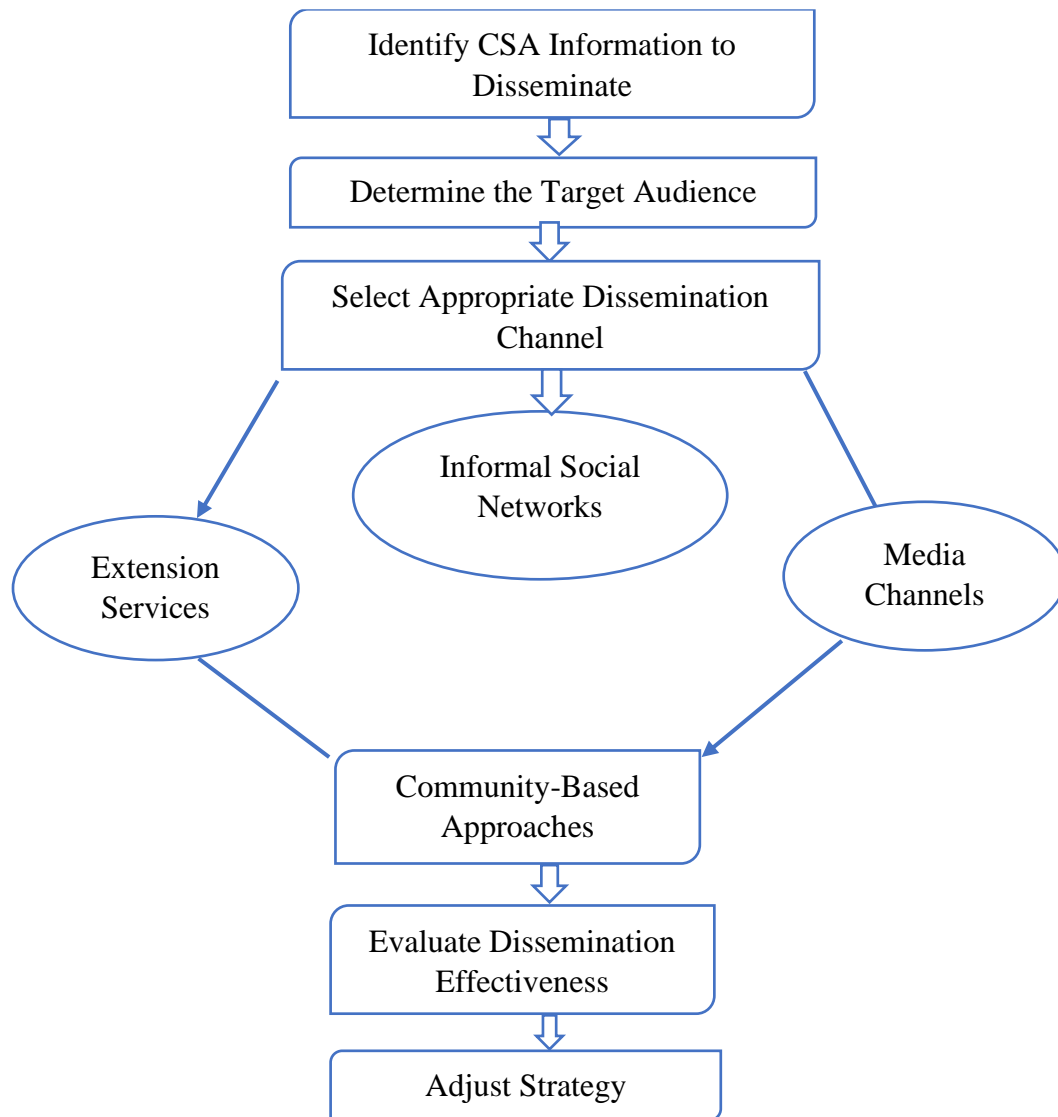 Identify CSA Information to
Disseminate
Determine the Target Audience
Select Appropriate Dissemination
Channel
Informal Social
Networks
Extension
Services
Media
Channels
Community-Based
Approaches
Evaluate Dissemination
Effectiveness
Adjust Strategy